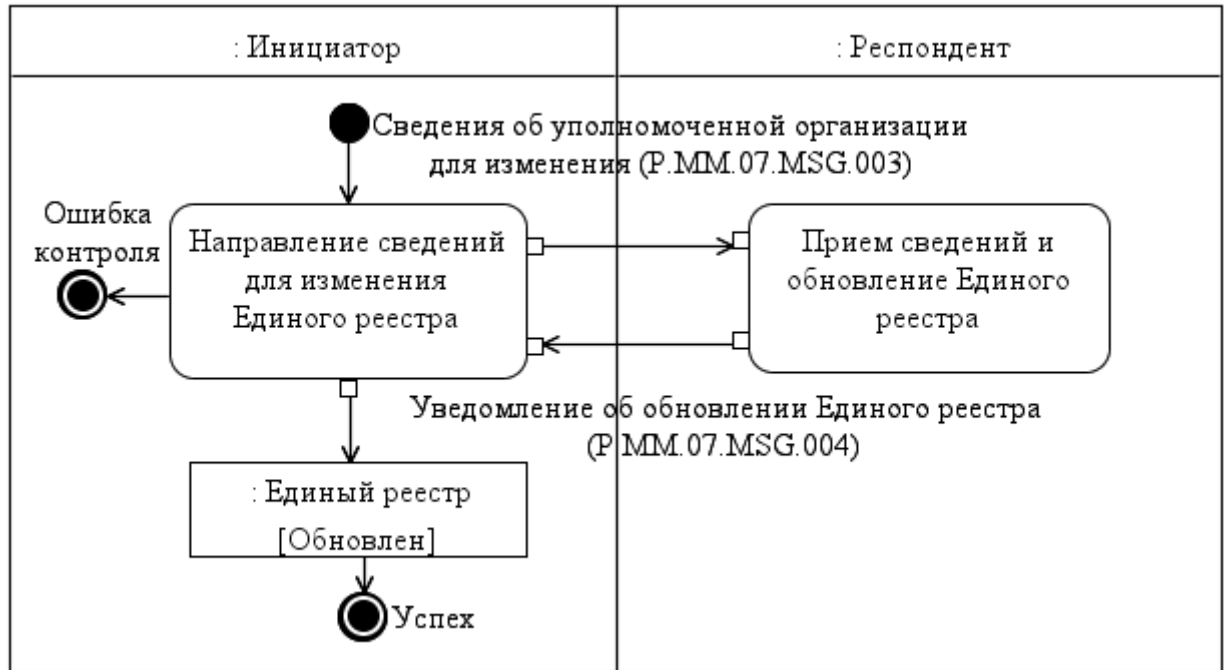 : Инициатор
: Респондент
Сведения об уполномоченной организации
для изменения (P.MM.07.MSG.003)
Ошибка
контроля
Направление сведений
для изменения
Единого реестра
Прием сведений и
обновление Единого
реестра
Уведомление об обновлении Единого реестра
(P.MM.07.MSG.004)
: Единый реестр
[Обновлен]
Успех